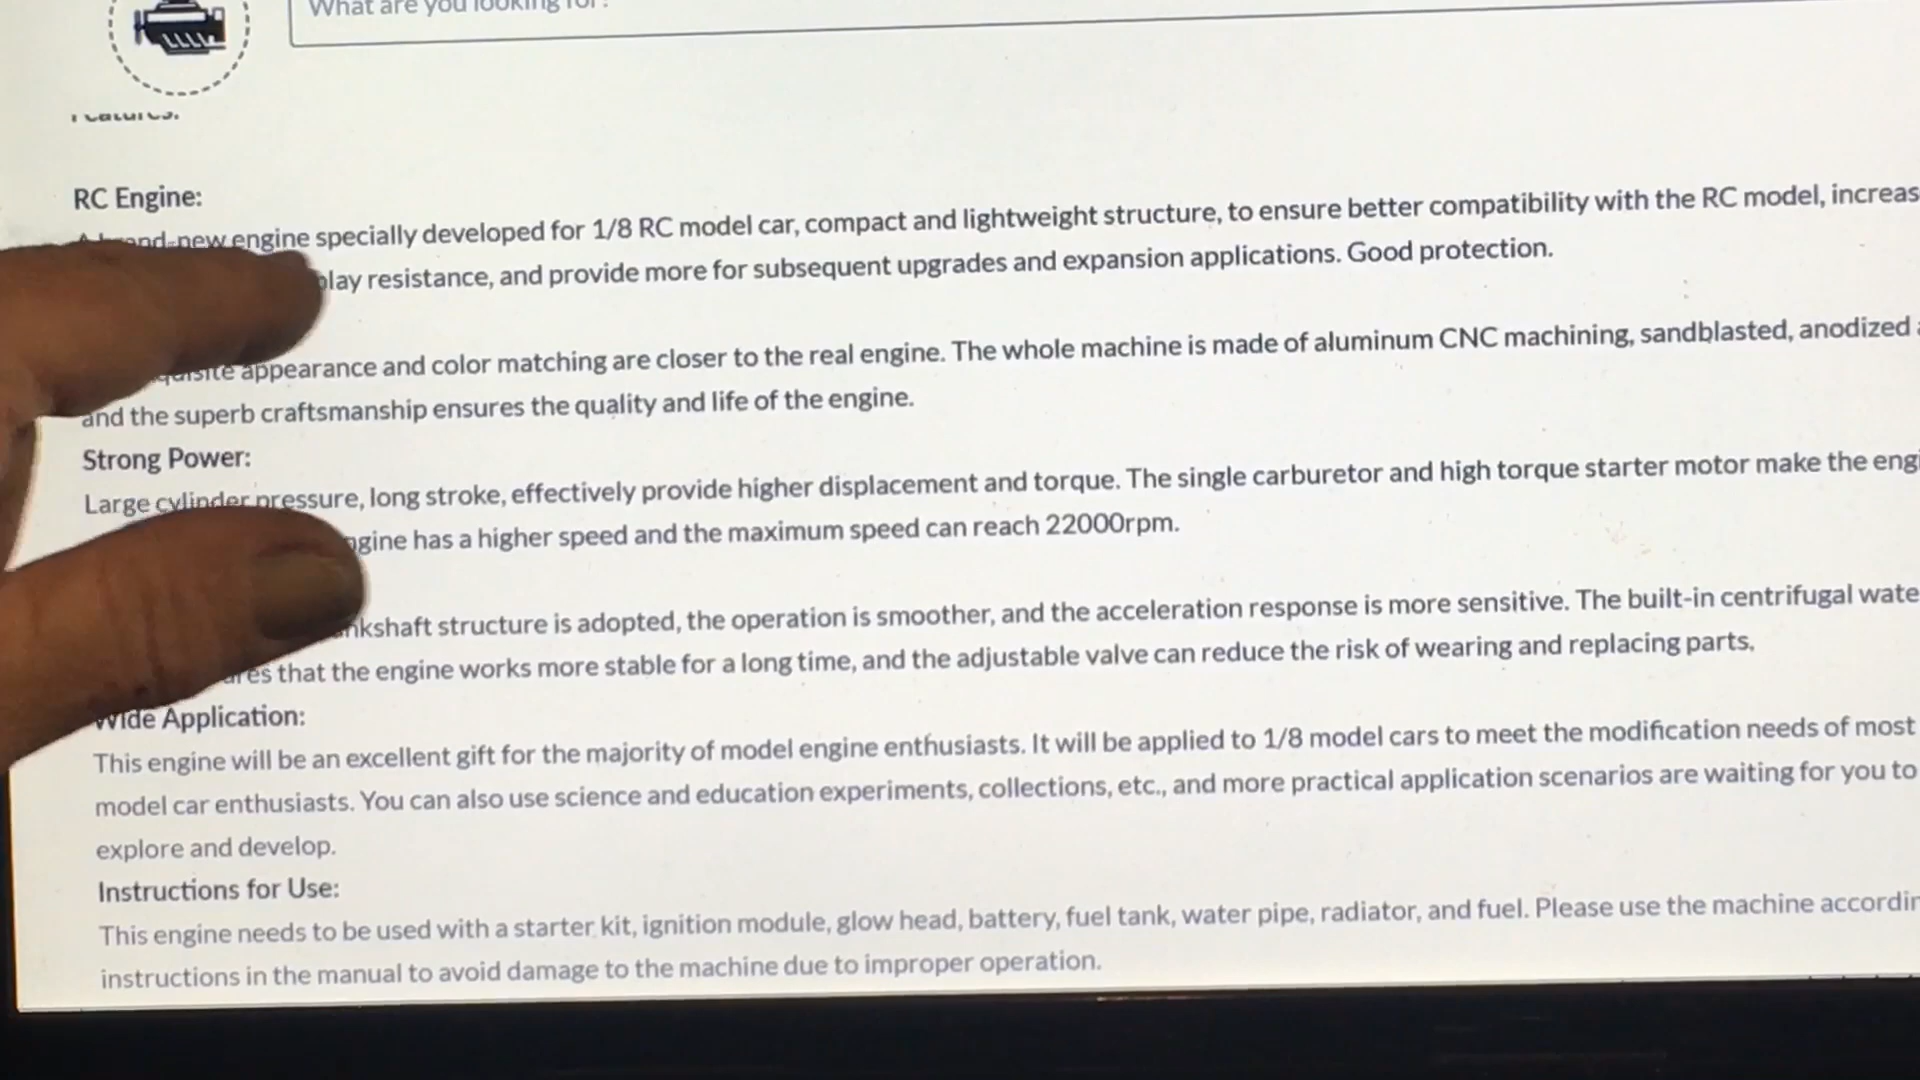 What are you looking for?
Features:
RC Engine:
new engine specially developed for 1/8 RC model car, compact and lightweight structure, to ensure better compatibility with the RC model, increas
play resistance, and provide more for subsequent upgrades and expansion applications. Good protection.
appearance and color matching are closer to the real engine. The whole machine is made of aluminum CNC machining, sandblasted, anodized
and the superb craftsmanship ensures the quality and life of the engine.
Strong Power:
Large cylinder pressure, long stroke, effectively provide higher displacement and torque. The single carburetor and high torque starter motor make the engi
ngine has a higher speed and the maximum speed can reach 22000rpm.
nkshaft structure is adopted, the operation is smoother, and the acceleration response is more sensitive. The built-in centrifugal wate
ures that the engine works more stable for a long time, and the adjustable valve can reduce the risk of wearing and replacing parts,
Wide Application:
This engine will be an excellent gift for the majority of model engine enthusiasts. It will be applied to 1/8 model cars to meet the modification needs of most
model car enthusiasts. You can also use science and education experiments, collections, etc., and more practical application scenarios are waiting for you to
explore and develop.
Instructions for Use:
This engine needs to be used with a starter kit, ignition module, glow head, battery, fuel tank, water pipe, radiator, and fuel. Please use the machine accordin
instructions in the manual to avoid damage to the machine due to improper operation.